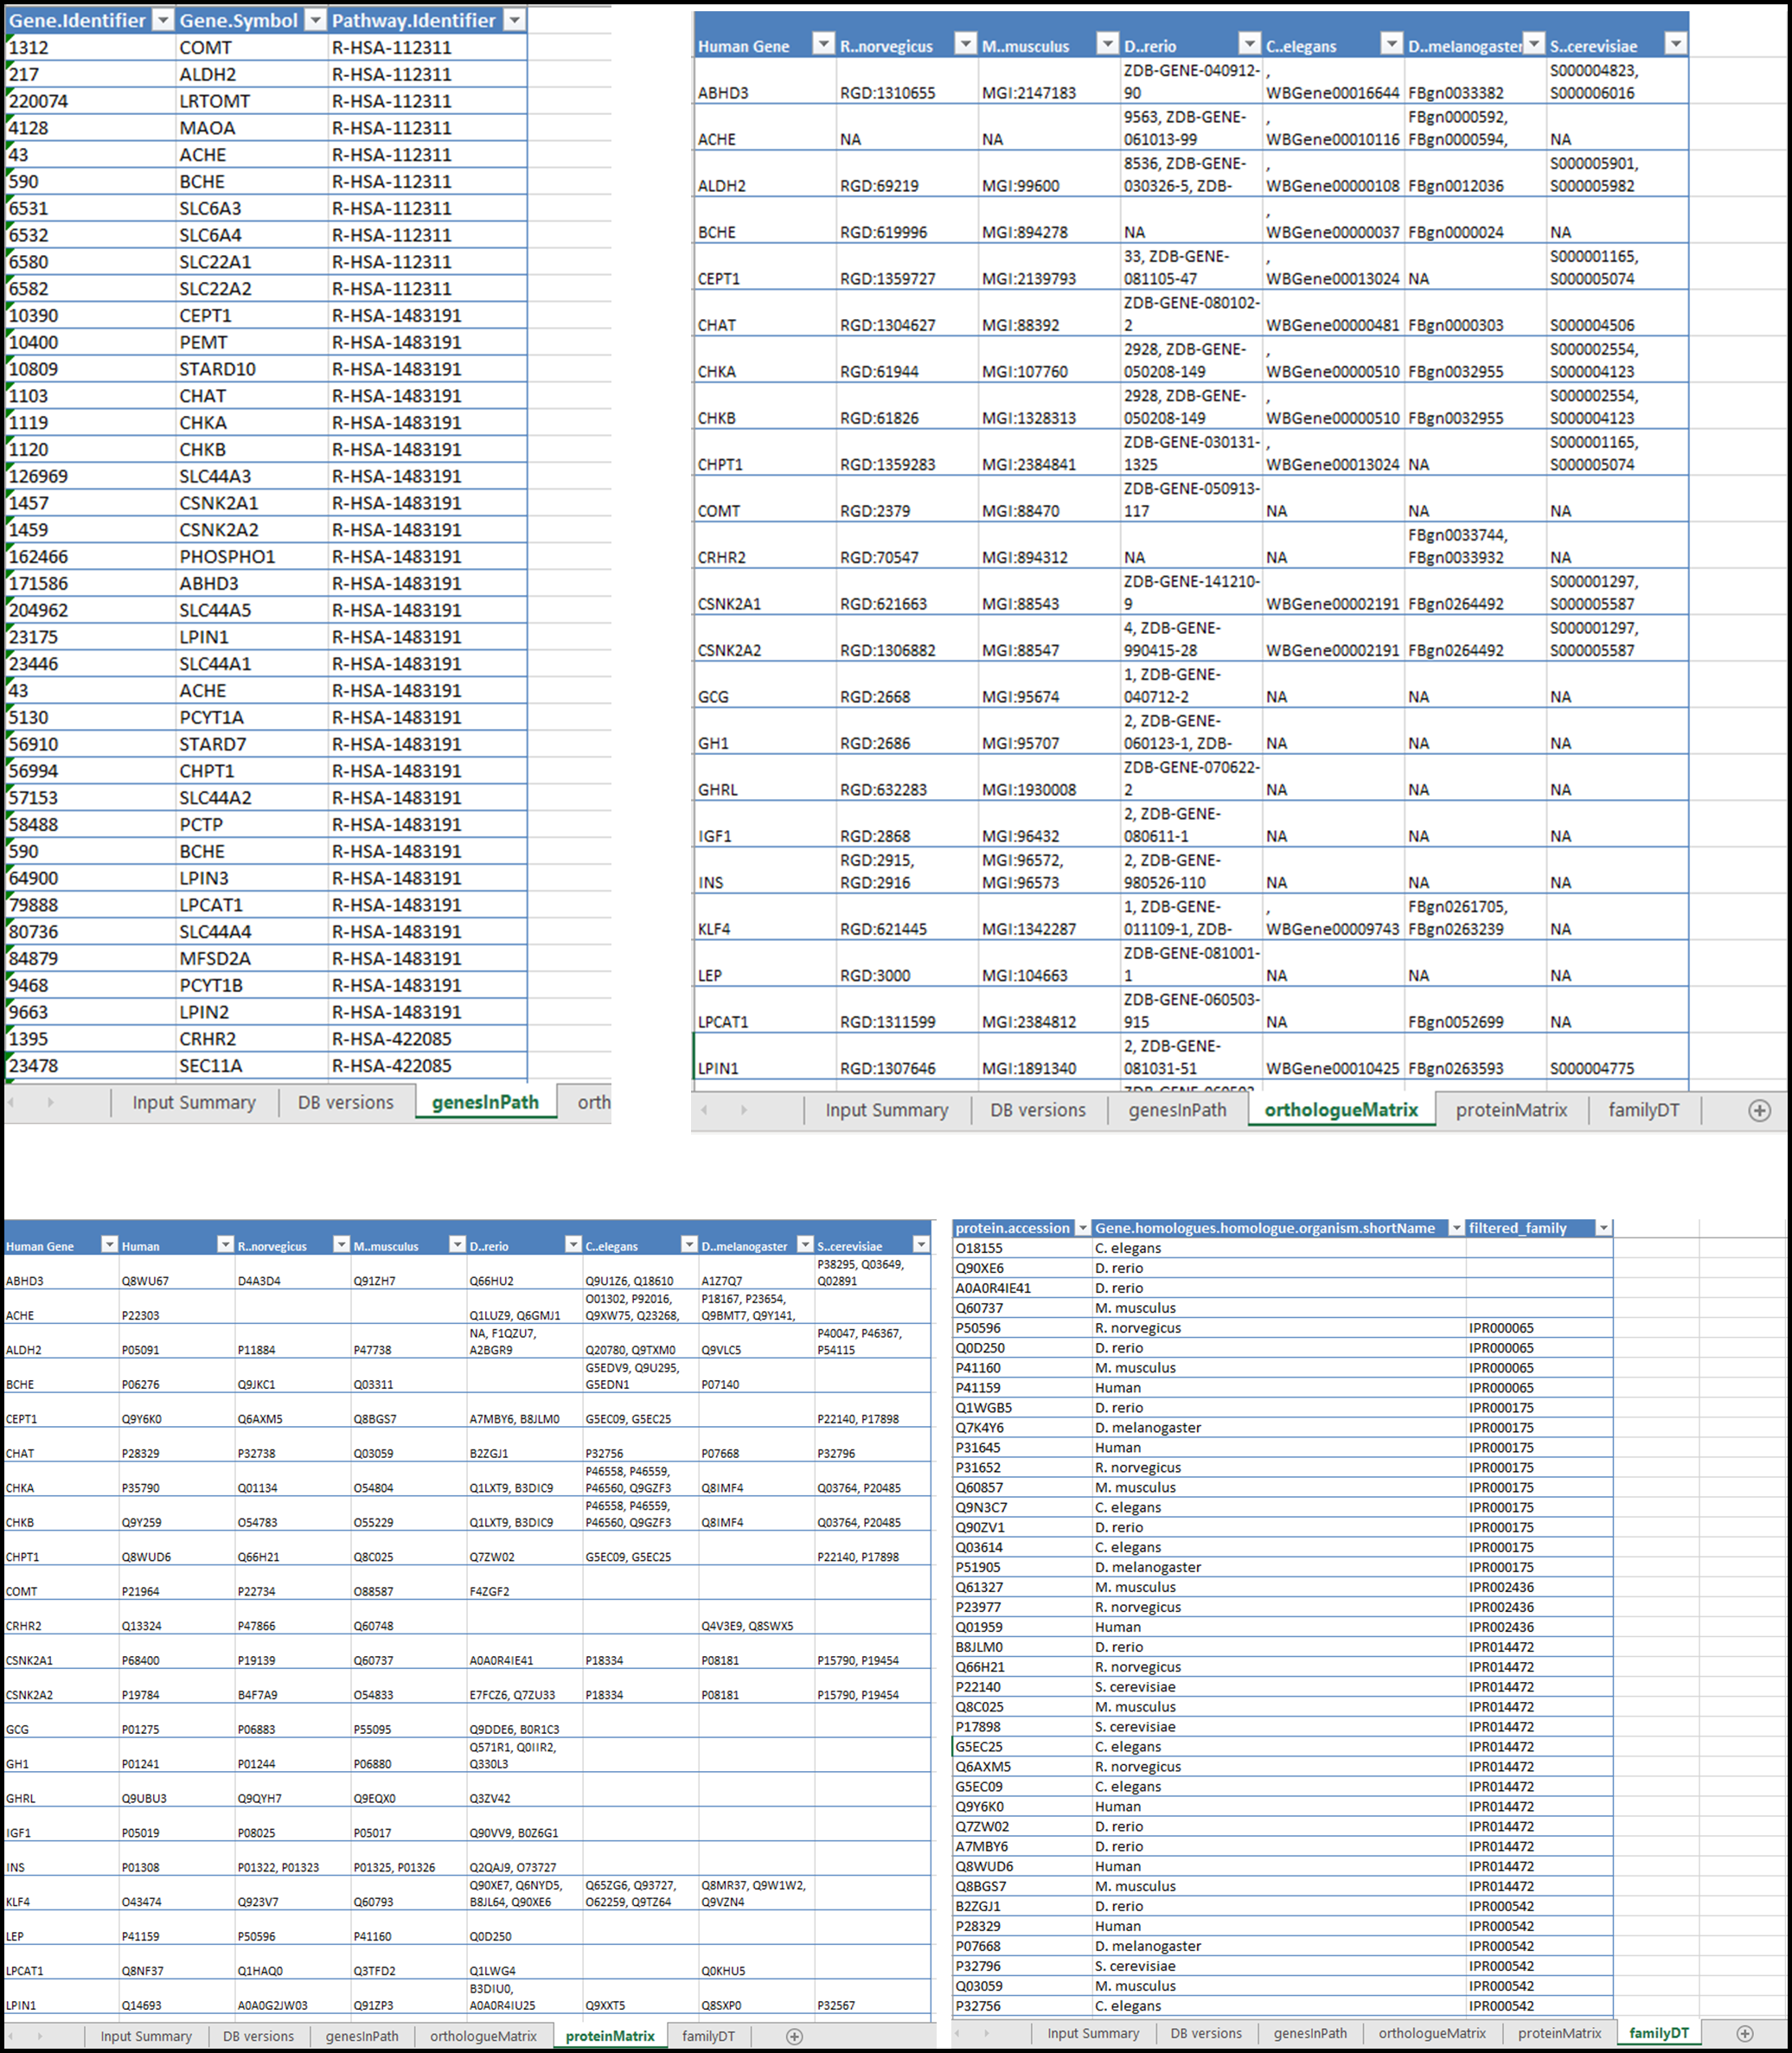 Gene.Identifier Gene.Symbol Pathway.Identifier
1312 COMT R-HSA-112311
217 ALDH2 R-HSA-112311
220074 LRTOMT R-HSA-112311
4128 MAOA R-HSA-112311
43 ACHE R-HSA-112311
590 BCHE R-HSA-112311
6531 SLC6A3 R-HSA-112311
6532 SLC6A4 R-HSA-112311
6580 SLC22A1 R-HSA-112311
6582 SLC22A2 R-HSA-112311
10390 CEPT1 R-HSA-1483191
10400 PEMT R-HSA-1483191
10809 STARD10 R-HSA-1483191
1103 CHAT R-HSA-1483191
1119 CHKA R-HSA-1483191
1120 CHKB R-HSA-1483191
126969 SLC44A3 R-HSA-1483191
1457 CSNK2A1 R-HSA-1483191
1459 CSNK2A2 R-HSA-1483191
162466 PHOSPHO1 R-HSA-1483191
171586 ABHD3 R-HSA-1483191
204962 SLC44A5 R-HSA-1483191
23175 LPIN1 R-HSA-1483191
23446 SLC44A1 R-HSA-1483191
43 ACHE R-HSA-1483191
5130 PCYT1A R-HSA-1483191
56910 STARD7 R-HSA-1483191
56994 CHPT1 R-HSA-1483191
57153 SLC44A2 R-HSA-1483191
58488 PCTP R-HSA-1483191
590 BCHE R-HSA-1483191
64900 LPIN3 R-HSA-1483191
79888 LPCAT1 R-HSA-1483191
80736 SLC44A4 R-HSA-1483191
84879 MFSD2A R-HSA-1483191
9468 PCYT1B R-HSA-1483191
9663 LPIN2 R-HSA-1483191
1395 CRHR2 R-HSA-422085
23478 SEC11A R-HSA-422085
Input Summary DB versions genesInPath orth
Human Gene R..norvegicus M..musculus D..rerio C..elegans D..melanogaster S..cerevisiae
ZDB-GENE-040912- , S000004823,
ABHD3 RGD:1310655 MGI:2147183 90 WBGene00016644 FBgn0033382 S000006016
9563, ZDB-GENE- , FBgn0000592,
ACHE NA NA 061013-99 WBGene00010116 FBgn0000594, NA
8536, ZDB-GENE- , S000005901,
ALDH2 RGD:69219 MGI:99600 030326-5, ZDB- WBGene00000108 FBgn0012036 S000005982
,
BCHE RGD:619996 MGI:894278 NA WBGene00000037 FBgn0000024 NA
33, ZDB-GENE- , S000001165,
CEPT1 RGD:1359727 MGI:2139793 081105-47 WBGene00013024 NA S000005074
ZDB-GENE-080102-
CHAT RGD:1304627 MGI:88392 2 WBGene00000481 FBgn0000303 S000004506
2928, ZDB-GENE- , S000002554,
CHKA RGD:61944 MGI:107760 050208-149 WBGene00000510 FBgn0032955 S000004123
2928, ZDB-GENE- , S000002554,
CHKB RGD:61826 MGI:1328313 050208-149 WBGene00000510 FBgn0032955 S000004123
ZDB-GENE-030131- , S000001165,
CHPT1 RGD:1359283 MGI:2384841 1325 WBGene00013024 NA S000005074
ZDB-GENE-050913-
COMT RGD:2379 MGI:88470 117 NA NA NA
FBgn0033744,
CRHR2 RGD:70547 MGI:894312 NA NA FBgn0033932 NA
ZDB-GENE-141210- S000001297,
CSNK2A1 RGD:621663 MGI:88543 9 WBGene00002191 FBgn0264492 S000005587
4, ZDB-GENE- S000001297,
CSNK2A2 RGD:1306882 MGI:88547 990415-28 WBGene00002191 FBgn0264492 S000005587
1, ZDB-GENE-
GCG RGD:2668 MGI:95674 040712-2 NA NA NA
2, ZDB-GENE-
GH1 RGD:2686 MGI:95707 060123-1, ZDB- NA NA NA
ZDB-GENE-070622-
GHRL RGD:632283 MGI:1930008 2 NA NA NA
2, ZDB-GENE-
IGF1 RGD:2868 MGI:96432 080611-1 NA NA NA
RGD:2915, MGI:96572, 2, ZDB-GENE-
INS RGD:2916 MGI:96573 980526-110 NA NA NA
1, ZDB-GENE- , FBgn0261705,
KLF4 RGD:621445 MGI:1342287 011109-1, ZDB- WBGene00009743 FBgn0263239 NA
ZDB-GENE-081001-
LEP RGD:3000 MGI:104663 1 NA NA NA
ZDB-GENE-060503-
LPCAT1 RGD:1311599 MGI:2384812 915 NA FBgn0052699 NA
2, ZDB-GENE-
LPIN1 RGD:1307646 MGI:1891340 081031-51 WBGene00010425 FBgn0263593 S000004775
Input Summary DB versions genesInPath orthologueMatrix proteinMatrix familyDT
Human Gene Human R..norvegicus M..musculus D..rerio C..elegans D..melanogaster S..cerevisiae
P38295, Q03649,
ABHD3 Q8WU67 D4A3D4 Q91ZH7 Q66HU2 Q9U1Z6, Q18610 A1Z7Q7 Q02891
O01302, P92016, P18167, P23654,
ACHE P22303 Q1LUZ9, Q6GMJ1 Q9XW75, Q23268, Q9BMT7, Q9Y141,
NA, F1QZU7, P40047, P46367,
ALDH2 P05091 P11884 P47738 A2BGR9 Q20780, Q9TXM0 Q9VLC5 P54115
G5EDV9, Q9U295,
BCHE P06276 Q9JKC1 Q03311 G5EDN1 P07140
CEPT1 Q9Y6K0 Q6AXM5 Q8BGS7 A7MBY6, B8JLM0 G5EC09, G5EC25 P22140, P17898
CHAT P28329 P32738 Q03059 B2ZGJ1 P32756 P07668 P32796
P46558, P46559,
CHKA P35790 Q01134 O54804 Q1LXT9, B3DIC9 P46560, Q9GZF3 Q8IMF4 Q03764, P20485
P46558, P46559,
CHKB Q9Y259 O54783 O55229 Q1LXT9, B3DIC9 P46560, Q9GZF3 Q8IMF4 Q03764, P20485
CHPT1 Q8WUD6 Q66H21 Q8C025 Q7ZW02 G5EC09, G5EC25 P22140, P17898
COMT P21964 P22734 O88587 F4ZGF2
CRHR2 Q13324 P47866 Q60748 Q4V3E9, Q8SWX5
CSNK2A1 P68400 P19139 Q60737 A0A0R4IE41 P18334 P08181 P15790, P19454
CSNK2A2 P19784 B4F7A9 O54833 E7FCZ6, Q7ZU33 P18334 P08181 P15790, P19454
GCG P01275 P06883 P55095 Q9DDE6, B0R1C3
Q571R1, Q0IIR2,
GH1 P01241 P01244 P06880 Q330L3
GHRL Q9UBU3 Q9QYH7 Q9EQX0 Q3ZV42
IGF1 P05019 P08025 P05017 Q90VV9, B0Z6G1
INS P01308 P01322, P01323 P01325, P01326 Q2QAJ9, O73727
Q90XE7, Q6NYD5, Q65ZG6, Q93727, Q8MR37, Q9W1W2,
KLF4 O43474 Q923V7 Q60793 B8JL64, Q90XE6 O62259, Q9TZ64 Q9VZN4
LEP P41159 P50596 P41160 Q0D250
LPCAT1 Q8NF37 Q1HAQ0 Q3TFD2 Q1LWG4 Q0KHU5
B3DIU0,
LPIN1 Q14693 A0A0G2JW03 Q91ZP3 A0A0R4IU25 Q9XXT5 Q8SXP0 P32567
Input Summary DB versions genesInPath orthologueMatrix proteinMatrix familyDT
protein.accession Gene.homologues.homologue.organism.shortName filtered_family
O18155 C. elegans
Q90XE6 D. rerio
A0A0R4IE41 D. rerio
Q60737 M. musculus
P50596 R. norvegicus IPR000065
Q0D250 D. rerio IPR000065
P41160 M. musculus IPR000065
P41159 Human IPR000065
Q1WGB5 D. rerio IPR000175
Q7K4Y6 D. melanogaster IPR000175
P31645 Human IPR000175
P31652 R. norvegicus IPR000175
Q60857 M. musculus IPR000175
Q9N3C7 C. elegans IPR000175
Q90ZV1 D. rerio IPR000175
Q03614 C. elegans IPR000175
P51905 D. melanogaster IPR000175
Q61327 M. musculus IPR002436
P23977 R. norvegicus IPR002436
Q01959 Human IPR002436
B8JLM0 D. rerio IPR014472
Q66H21 R. norvegicus IPR014472
P22140 S. cerevisiae IPR014472
Q8C025 M. musculus IPR014472
P17898 S. cerevisiae IPR014472
G5EC25 C. elegans IPR014472
Q6AXM5 R. norvegicus IPR014472
G5EC09 C. elegans IPR014472
Q9Y6K0 Human IPR014472
Q7ZW02 D. rerio IPR014472
A7MBY6 D. rerio IPR014472
Q8WUD6 Human IPR014472
Q8BGS7 M. musculus IPR014472
B2ZGJ1 D. rerio IPR000542
P28329 Human IPR000542
P07668 D. melanogaster IPR000542
P32796 S. cerevisiae IPR000542
Q03059 M. musculus IPR000542
P32756 C. elegans IPR000542
Input Summary DB versions genesInPath orthologueMatrix proteinMatrix familyDT